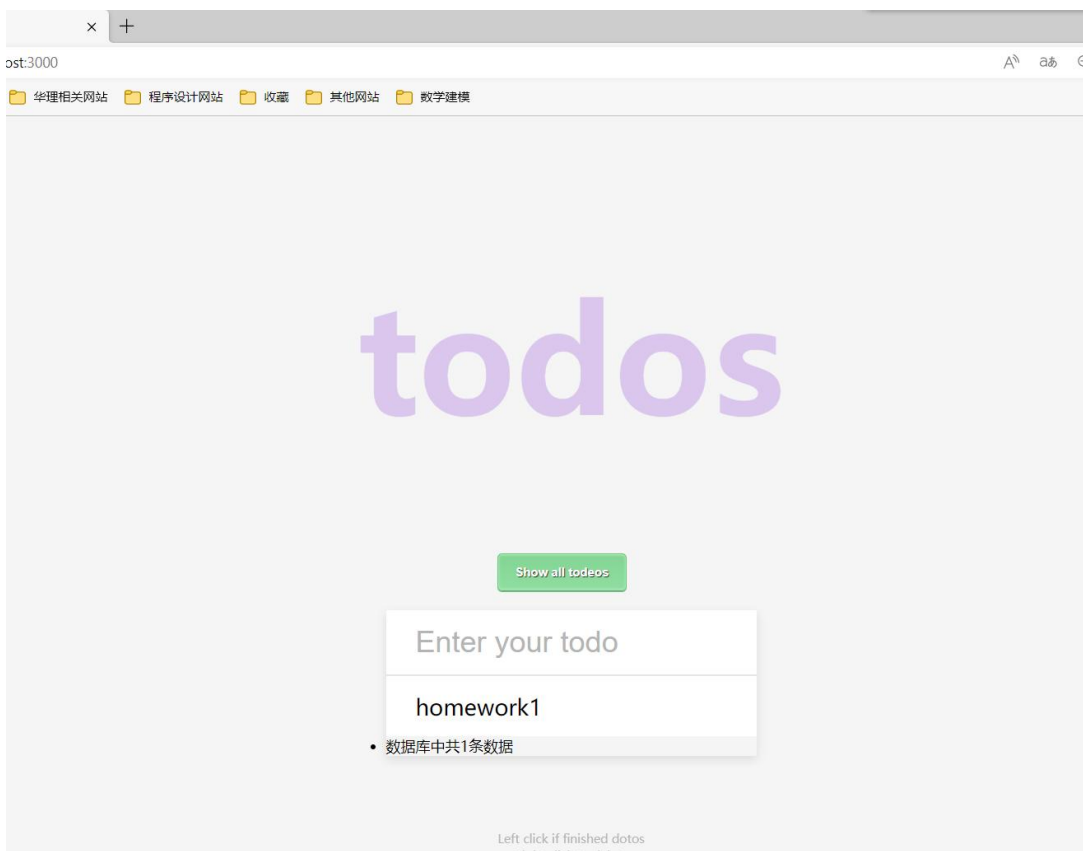 ost:3000
华理相关网站 程序设计网站 收藏 其他网站 数学建模
todos
Show all todeos
Enter your todo
homework1
• 数据库中共1条数据
Left click if finished dotos